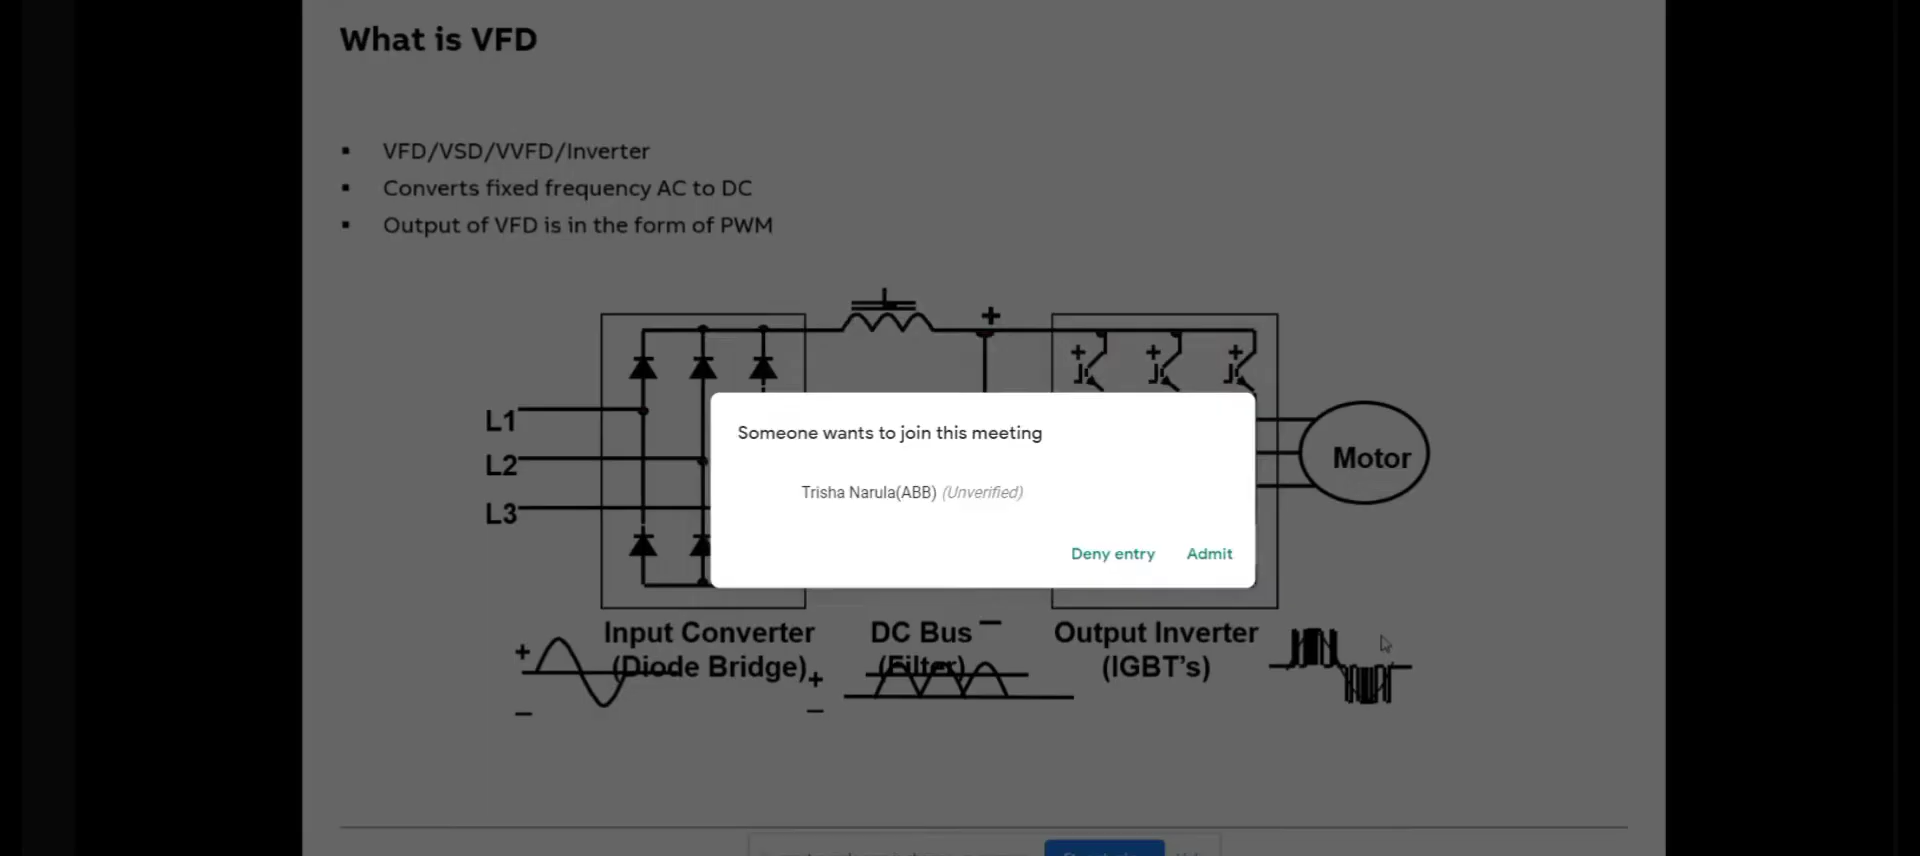 What is VFD
VFD/VSD/VVFD/Inverter
Converts fixed frequency AC to DC
Output of VFD is in the form of PWM
L
+
+ + +
L1
L2
L3
Motor
Someone wants to join this meeting
Trisha Narula(ABB) (Unverified)
Deny entry Admit
Input Converter
(Diode Bridge)
DC Bus −
(Filter)
Output Inverter
(IGBT's)
+
−
+
−